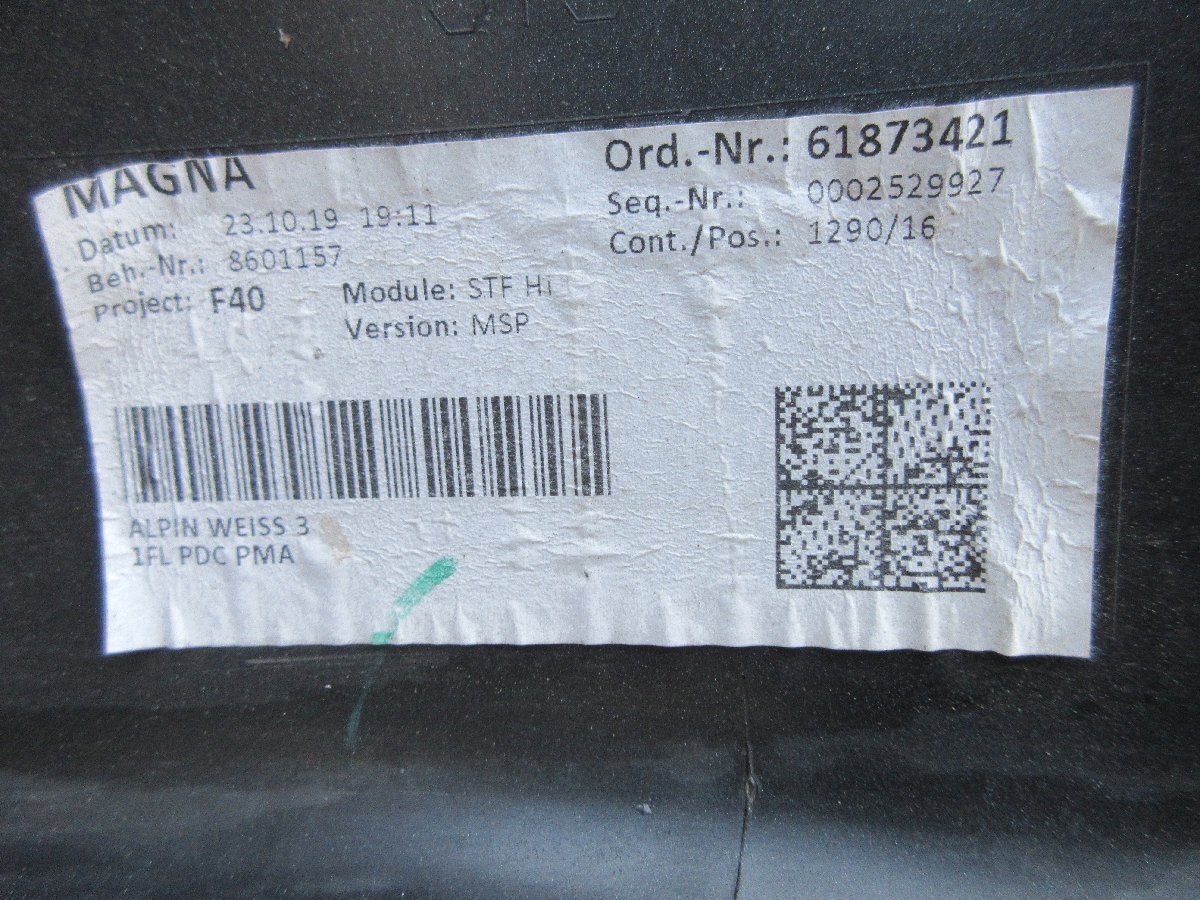 MAGNA
Datum: 23.10.19 19:11
Beh.-Nr.: 8601157
Project: F40
Module: STF Hi
Version: MSP
Ord.-Nr.: 61873421
Seq.-Nr.: 0002529927
Cont./Pos.: 1290/16
ALPIN WEISS 3
1FL PDC PMA